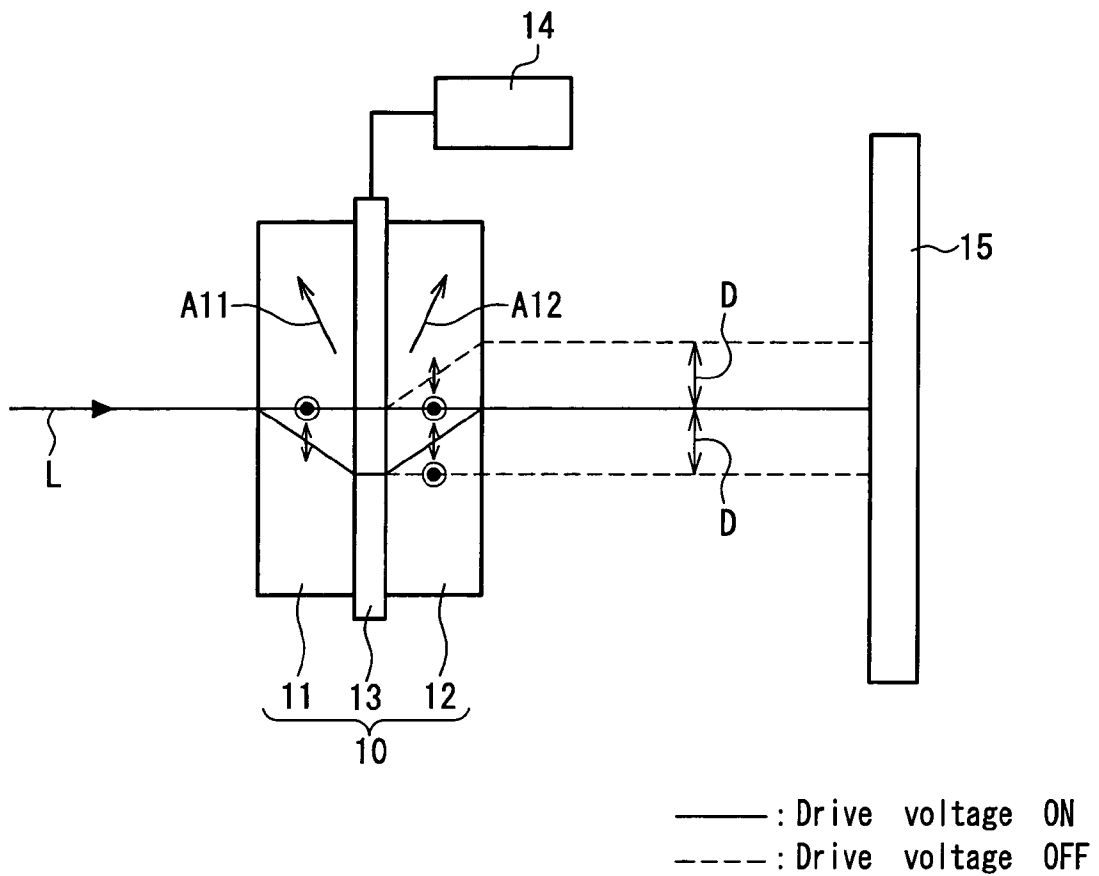 14
15
A11
A12
D
L
D
11
13
12
10
: Drive voltage ON
: Drive voltage OFF